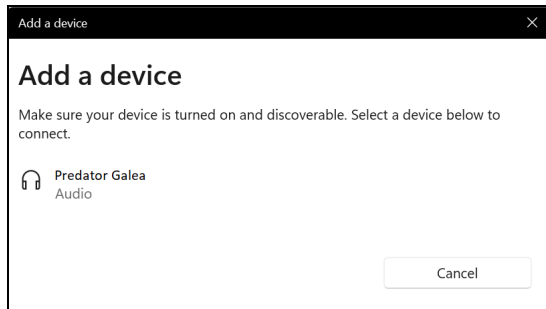 Add a device
Add a device
Make sure your device is turned on and discoverable. Select a device below to
connect.
Predator Galea
Audio
Cancel